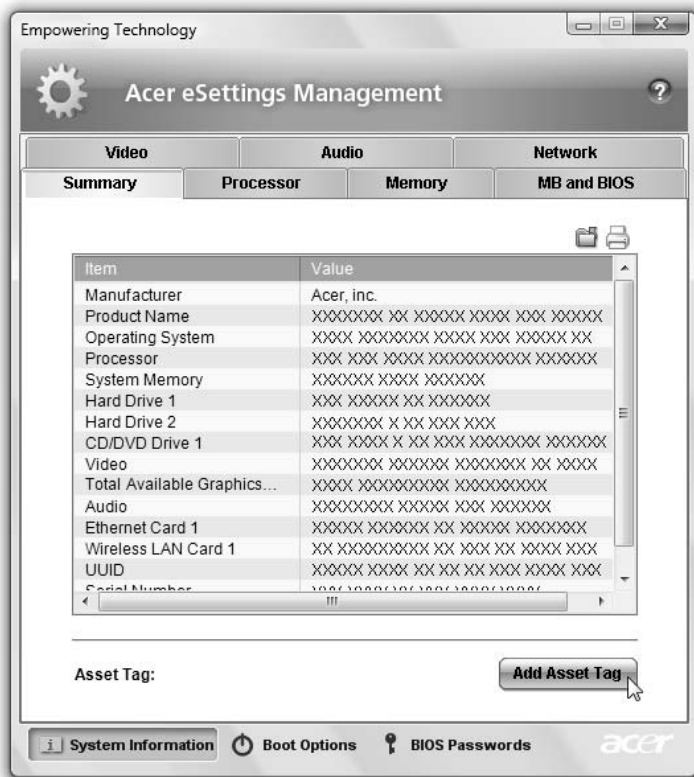 Empowering Technology
Acer eSettings Management
Video Audio Network
Summary Processor Memory MB and BIOS
Item Value
Manufacturer Acer, inc.
Product Name XXXXXXX XX XXXXX XXXX XXX XXXXX
Operating System XXXX XXXXXXX XXXX XXX XXXXX XX
Processor XXX XXX XXXX XXXXXXXXXX XXXXXX
System Memory XXXXXX XXXX XXXXXX
Hard Drive 1 XXX XXXXX XX XXXXXX
Hard Drive 2 XXXXXXX X XX XXX XXX
CD/DVD Drive 1 XXX XXXX X XX XXX XXXXXXX XXXXXX
Video XXXXXXX XXXXXX XXXXXXX XX XXXX
Total Available Graphics... XXXX XXXXXXXXX XXXXXXXXX
Audio XXXXXXXX XXXXX XXX XXXXXX
Ethernet Card 1 XXXXX XXXXXX XX XXXXX XXXXXXX
Wireless LAN Card 1 XX XXXXXXXXX XX XXX XX XXXX XXX
UUID XXXXX XXXX XX XX XX XXX XXXX XXX
Serial Number
Asset Tag: Add Asset Tag
System Information Boot Options BIOS Passwords acer